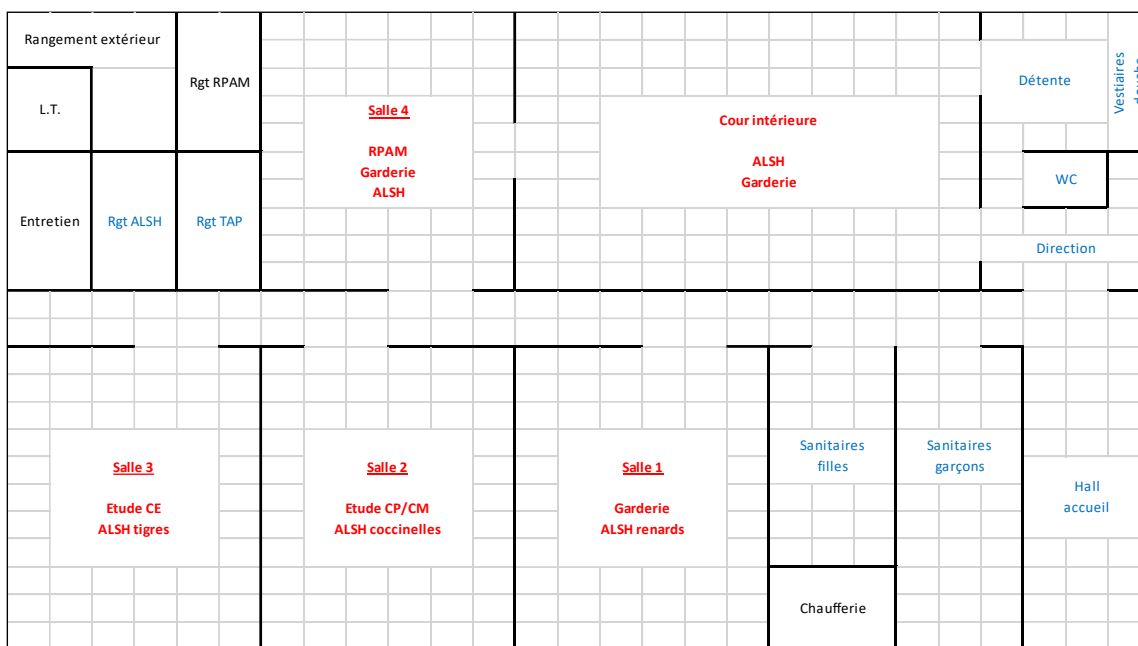 Rangement extérieur
Rgt RPAM
L.T.
Salle 4
RPAM
Garderie
ALSH
Cour intérieure
ALSH
Garderie
Détente
Vestiaires
WC
Entretien
Rgt ALSH
Rgt TAP
Direction
Salle 3
Etude CE
ALSH tigres
Salle 2
Etude CP/CM
ALSH coccinelles
Salle 1
Garderie
ALSH renards
Sanitaires
filles
Sanitaires
garçons
Hall
accueil
Chaufferie